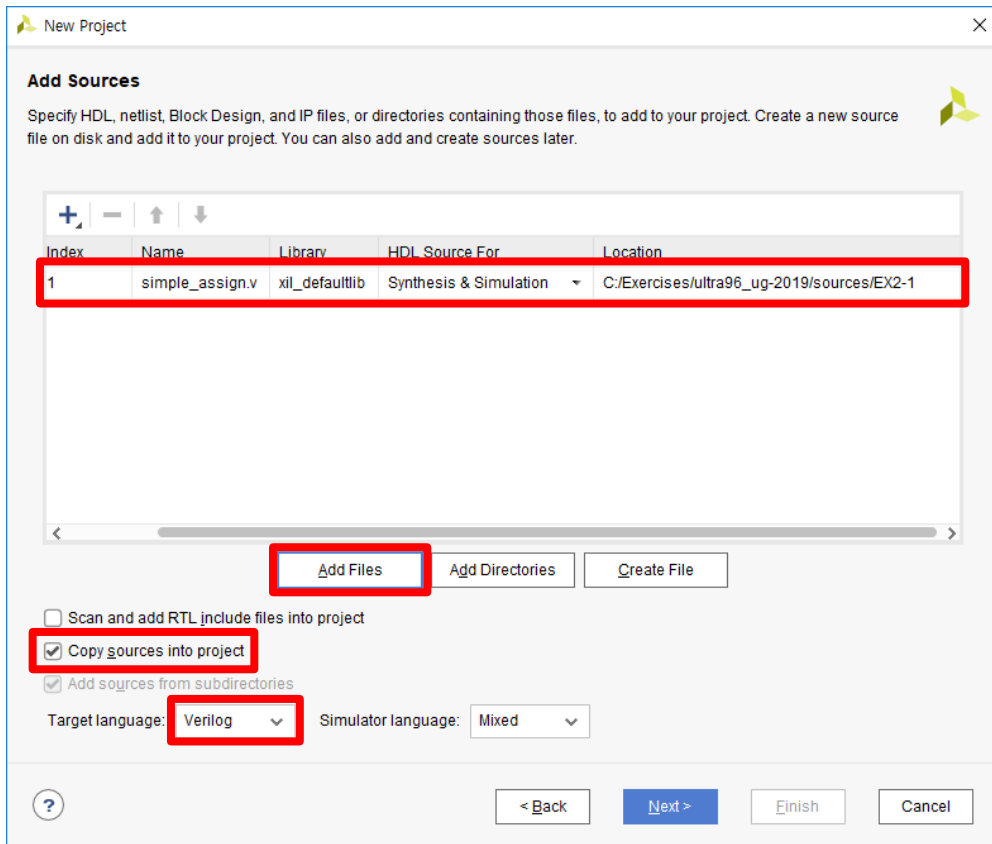 New Project
Add Sources
Specify HDL, netlist, Block Design, and IP files, or directories containing those files, to add to your project. Create a new source
file on disk and add it to your project. You can also add and create sources later.
Index Name Library HDL Source For Location
1 simple_assign.v xil_defaultlib Synthesis & Simulation C:/Exercises/ultra96_ug-2019/sources/EX2-1
Add Files Add Directories Create File
Scan and add RTL include files into project
Copy sources into project
Add sources from subdirectories
Target language: Verilog Simulator language: Mixed
? < Back Next > Finish Cancel